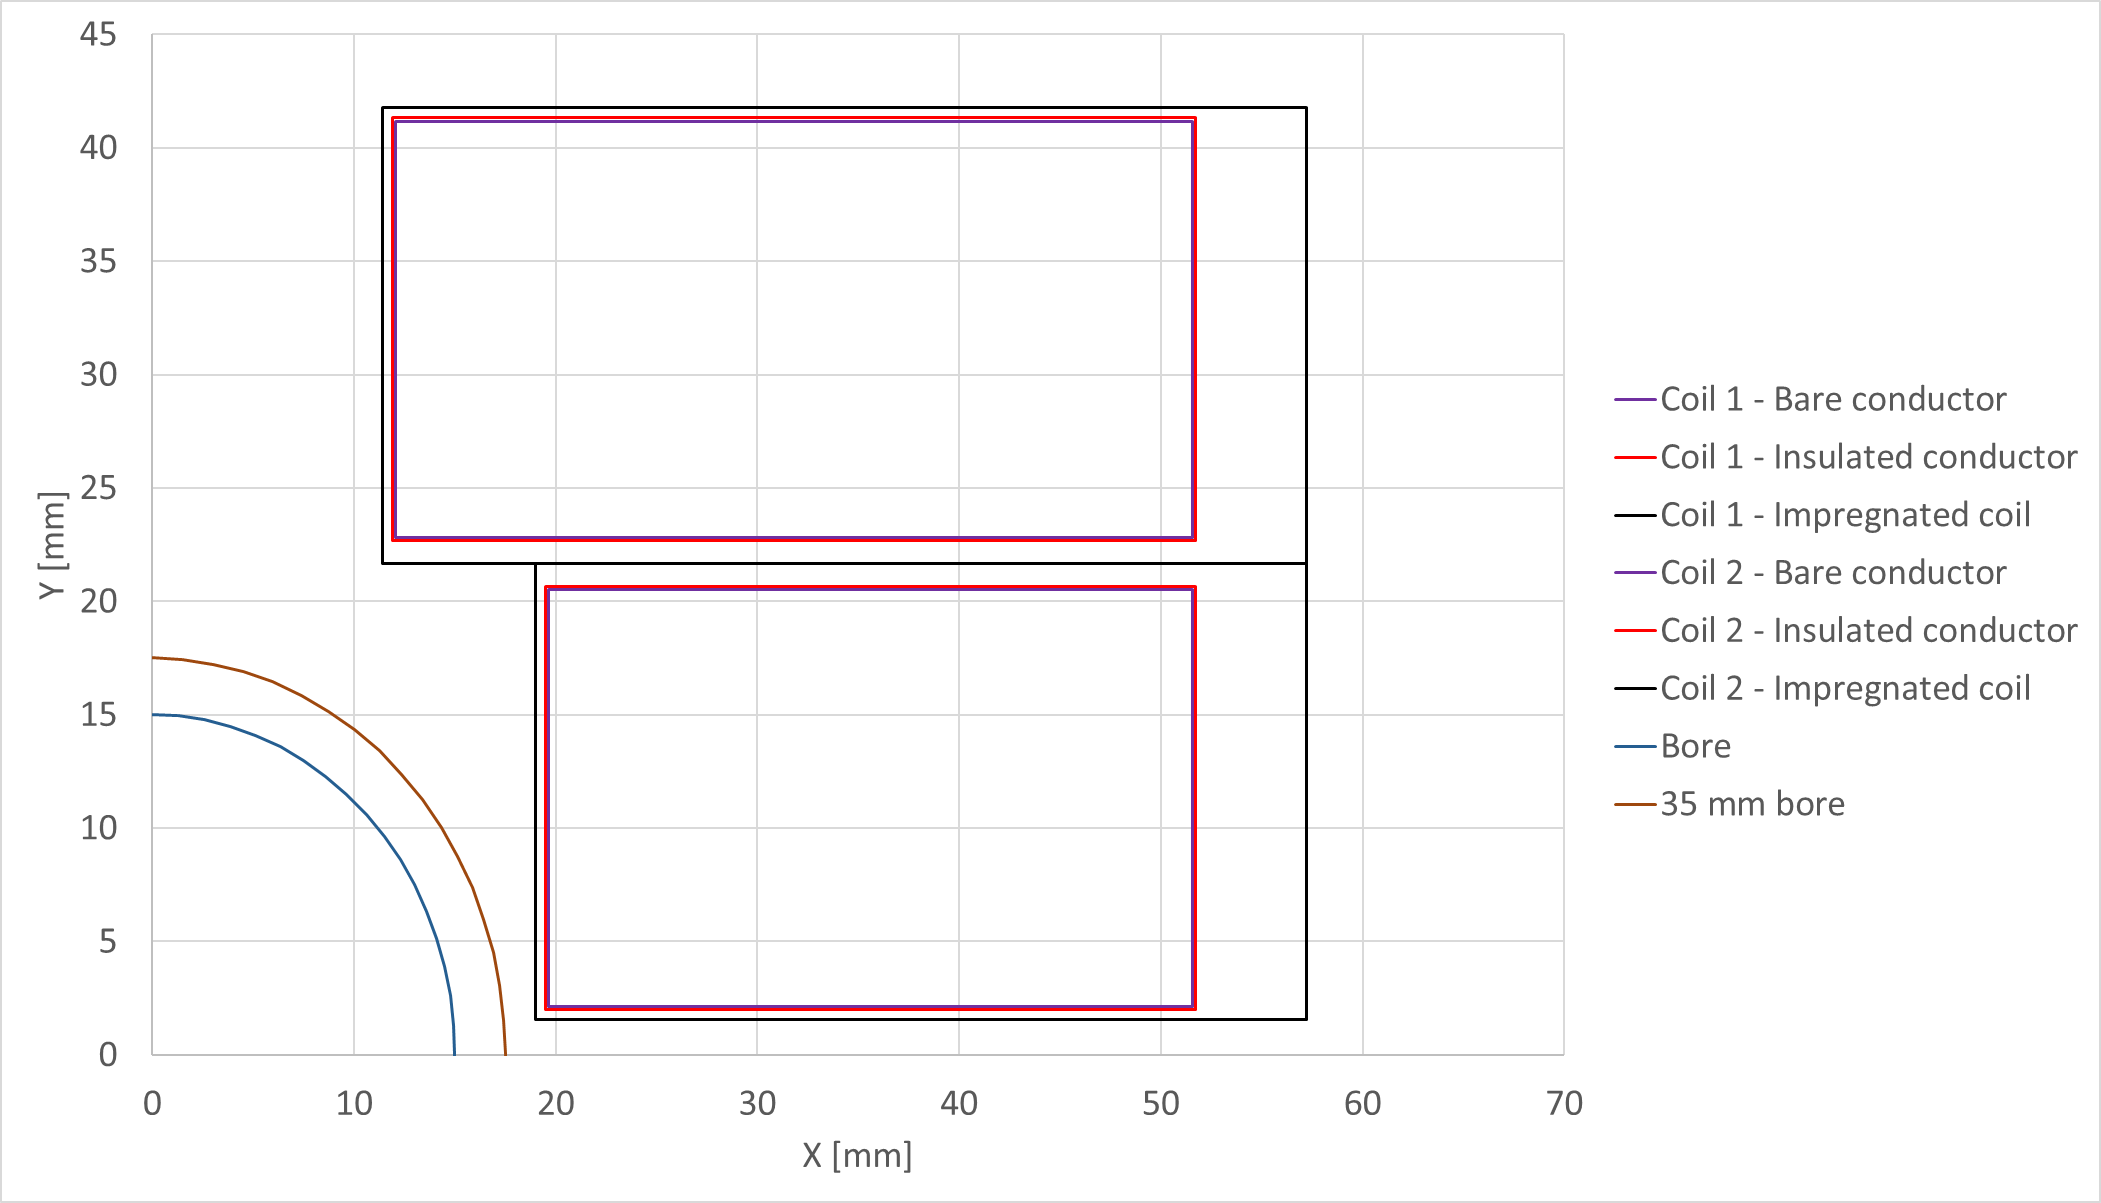 45
40
35
30
25
20
15
10
5
0
Y [mm]
0 10 20 30 40 50 60 70
X [mm]
Coil 1 - Bare conductor
Coil 1 - Insulated conductor
Coil 1 - Impregnated coil
Coil 2 - Bare conductor
Coil 2 - Insulated conductor
Coil 2 - Impregnated coil
Bore
35 mm bore